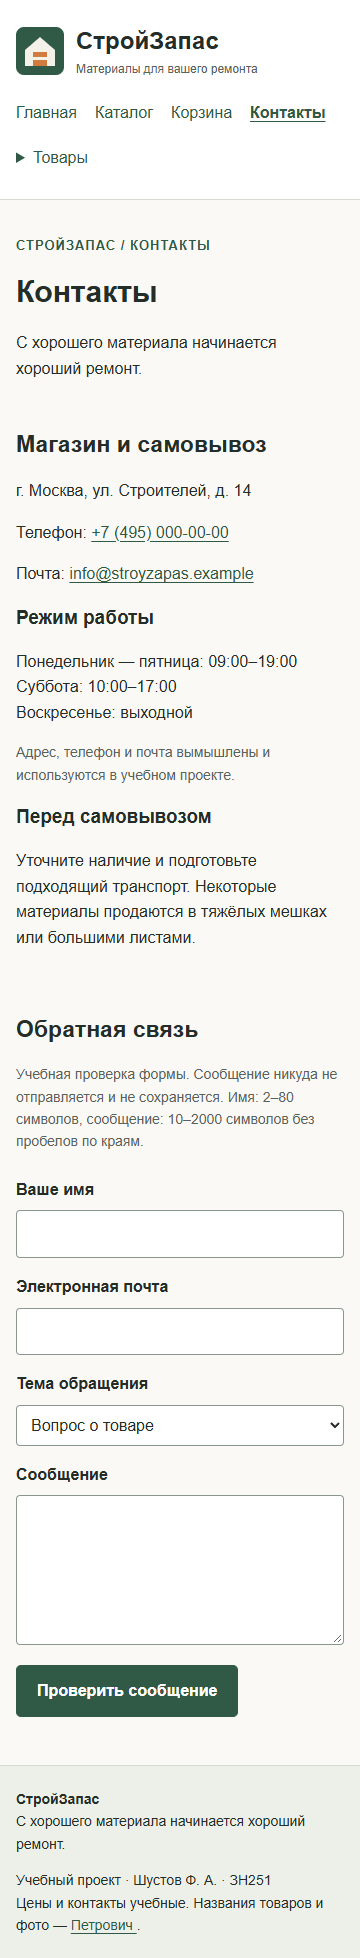 СтройЗапас
Материалы для вашего ремонта
Главная Каталог Корзина Контакты
▶ Товары
СТРОЙЗАПАС / КОНТАКТЫ
Контакты
С хорошего материала начинается
хороший ремонт.
Магазин и самовывоз
г. Москва, ул. Строителей, д. 14
Телефон: +7 (495) 000-00-00
Почта: info@stroyzapas.example
Режим работы
Понедельник — пятница: 09:00–19:00
Суббота: 10:00–17:00
Воскресенье: выходной
Адрес, телефон и почта вымышлены и
используются в учебном проекте.
Перед самовывозом
Уточните наличие и подготовьте
подходящий транспорт. Некоторые
материалы продаются в тяжёлых мешках
или большими листами.
Обратная связь
Учебная проверка формы. Сообщение никуда не
отправляется и не сохраняется. Имя: 2–80
символов, сообщение: 10–2000 символов без
пробелов по краям.
Ваше имя
Электронная почта
Тема обращения
Вопрос о товаре
Сообщение
Проверить сообщение
СтройЗапас
С хорошего материала начинается хороший
ремонт.
Учебный проект · Шустов Ф. А. · ЗН251
Цены и контакты учебные. Названия товаров и
фото — Петрович .